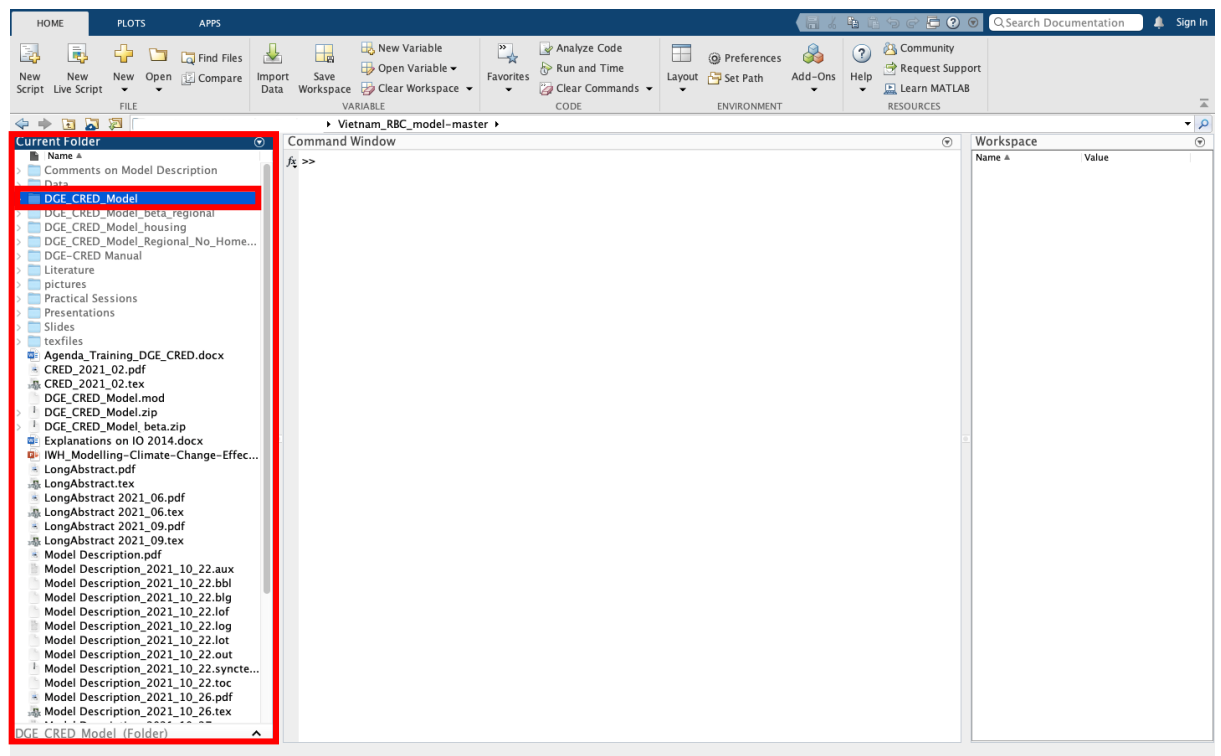 HOME PLOTS APPS
Search Documentation Sign In
New Script
New Live Script
New
Open
Find Files
Compare
FILE
Import Data
Save Workspace
New Variable
Open Variable
Clear Workspace
VARIABLE
Favorites
Analyze Code
Run and Time
Clear Commands
CODE
Layout
Preferences
Set Path
Add-Ons
ENVIRONMENT
Help
Community
Request Support
Learn MATLAB
RESOURCES
Vietnam_RBC_model-master
Current Folder
Name
Comments on Model Description
Data
DGE_CRED_Model
DGE_CRED_Model_beta_regional
DGE_CRED_Model_housing
DGE_CRED_Model_Regional_No_Home...
DGE-CRED Manual
Literature
pictures
Practical Sessions
Presentations
Slides
texfiles
Agenda_Training_DGE_CRED.docx
CRED_2021_02.pdf
CRED_2021_02.tex
DGE_CRED_Model.mod
DGE_CRED_Model.zip
DGE_CRED_Model_beta.zip
Explanations on IO 2014.docx
IWH_Modelling-Climate-Change-Effec...
LongAbstract.pdf
LongAbstract.tex
LongAbstract 2021_06.pdf
LongAbstract 2021_06.tex
LongAbstract 2021_09.pdf
LongAbstract 2021_09.tex
Model Description.pdf
Model Description_2021_10_22.aux
Model Description_2021_10_22.bbl
Model Description_2021_10_22.blg
Model Description_2021_10_22.lof
Model Description_2021_10_22.log
Model Description_2021_10_22.lot
Model Description_2021_10_22.out
Model Description_2021_10_22.syncte...
Model Description_2021_10_22.toc
Model Description_2021_10_26.pdf
Model Description_2021_10_26.tex
DGE_CRED_Model (Folder)
Command Window
fx >>
Workspace
Name Value